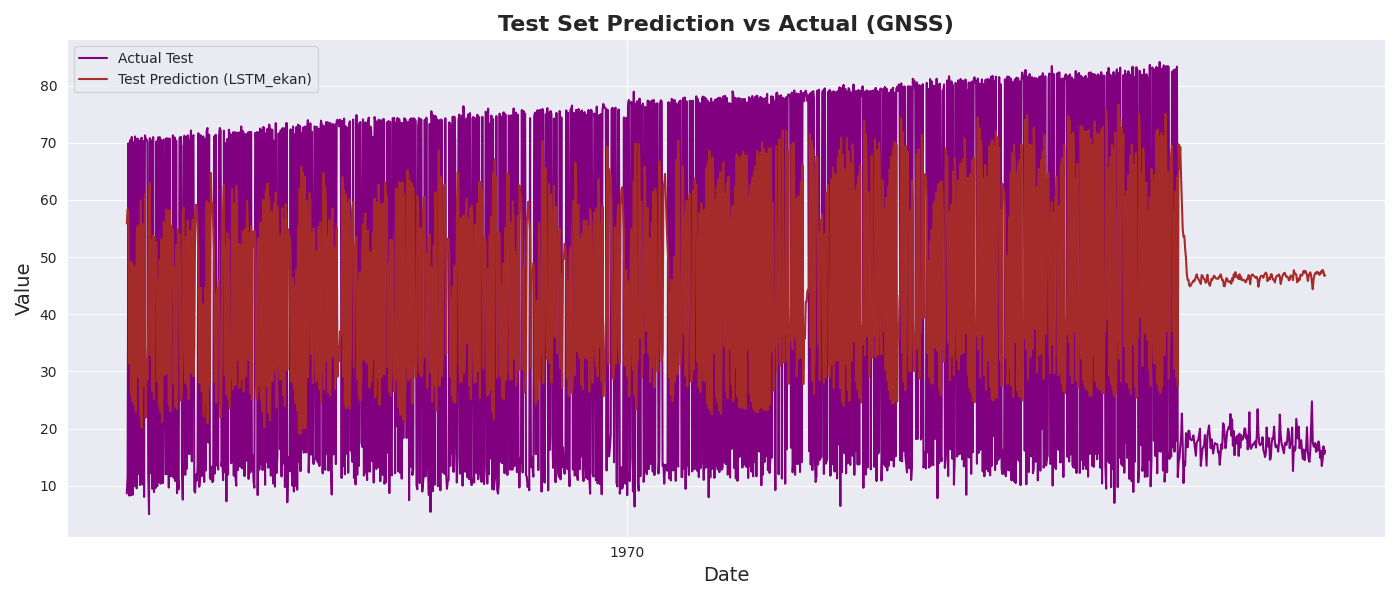 Test Set Prediction vs Actual (GNSS)
Actual Test
Test Prediction (LSTM_ekan)
Value
80
70
60
50
40
30
20
10
1970
Date